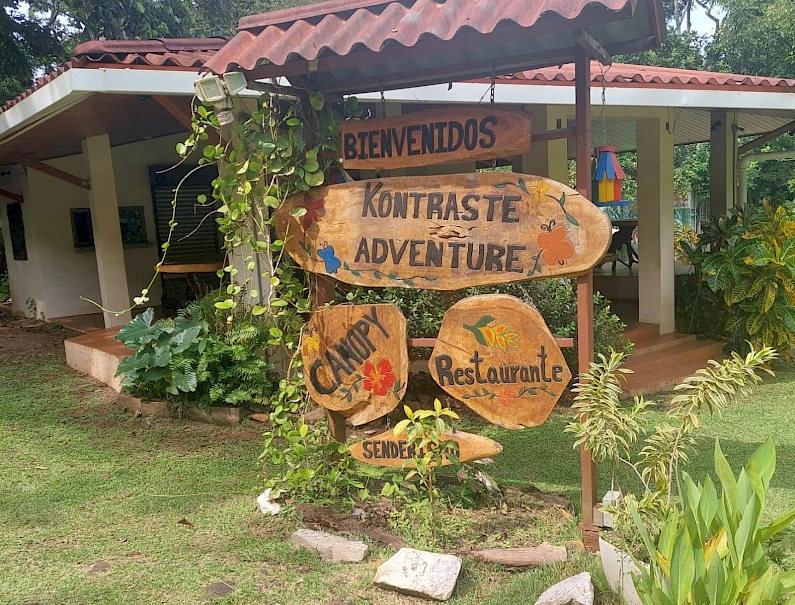 BIENVENIDOS
KONTRASTE
ADVENTURE
CANOPY
Restaurante